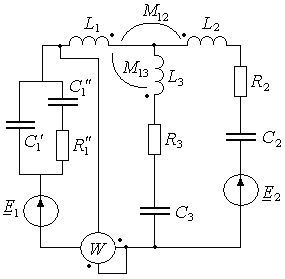 L₁
M₁₂
L₂
M₁₃
L₃
C₁″
R₂
C₁′
R₁″
R₃
C₂
E₁
C₃
E₂
W